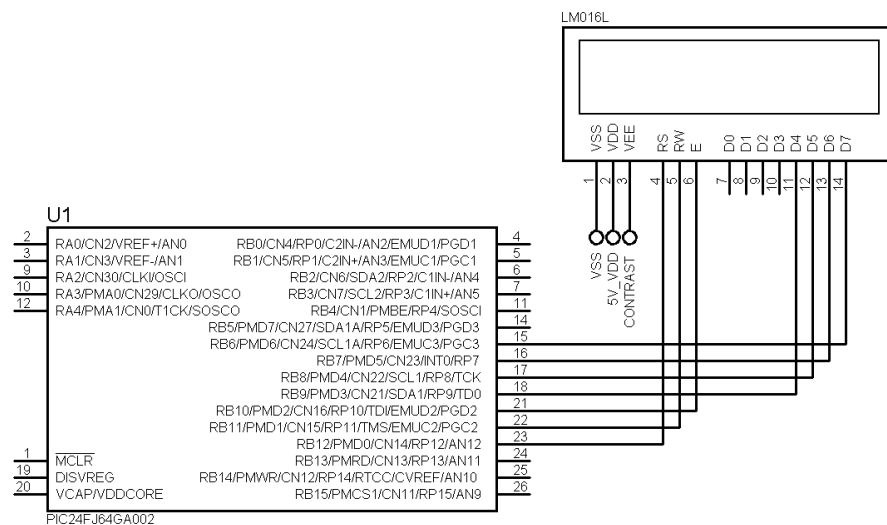 LM016L
VSS
VDD
VEE
RS
RW
E
D0
D1
D2
D3
D4
D5
D6
D7
1
2
3
4
5
6
7
8
9
10
11
12
13
14
VSS
5V_VDD
CONTRAST
U1
2 RA0/CN2/VREF+/AN0 RB0/CN4/RP0/C2IN-/AN2/EMUD1/PGD1 4
3 RA1/CN3/VREF-/AN1 RB1/CN5/RP1/C2IN+/AN3/EMUC1/PGC1 5
9 RA2/CN30/CLKI/OSCI RB2/CN6/SDA2/RP2/C1IN-/AN4 6
10 RA3/PMA0/CN29/CLKO/OSCO RB3/CN7/SCL2/RP3/C1IN+/AN5 7
12 RA4/PMA1/CN0/T1CK/SOSCO RB4/CN1/PMBE/RP4/SOSCI 11
RB5/PMD7/CN27/SDA1A/RP5/EMUD3/PGD3 14
RB6/PMD6/CN24/SCL1A/RP6/EMUC3/PGC3 15
RB7/PMD5/CN23/INT0/RP7 16
RB8/PMD4/CN22/SCL1/RP8/TCK 17
RB9/PMD3/CN21/SDA1/RP9/TD0 18
RB10/PMD2/CN16/RP10/TDI/EMUD2/PGD2 21
RB11/PMD1/CN15/RP11/TMS/EMUC2/PGC2 22
RB12/PMD0/CN14/RP12/AN12 23
1 MCLR RB13/PMRD/CN13/RP13/AN11 24
19 DISVREG RB14/PMWR/CN12/RP14/RTCC/CVREF/AN10 25
20 VCAP/VDDCORE RB15/PMCS1/CN11/RP15/AN9 26
PIC24FJ64GA002